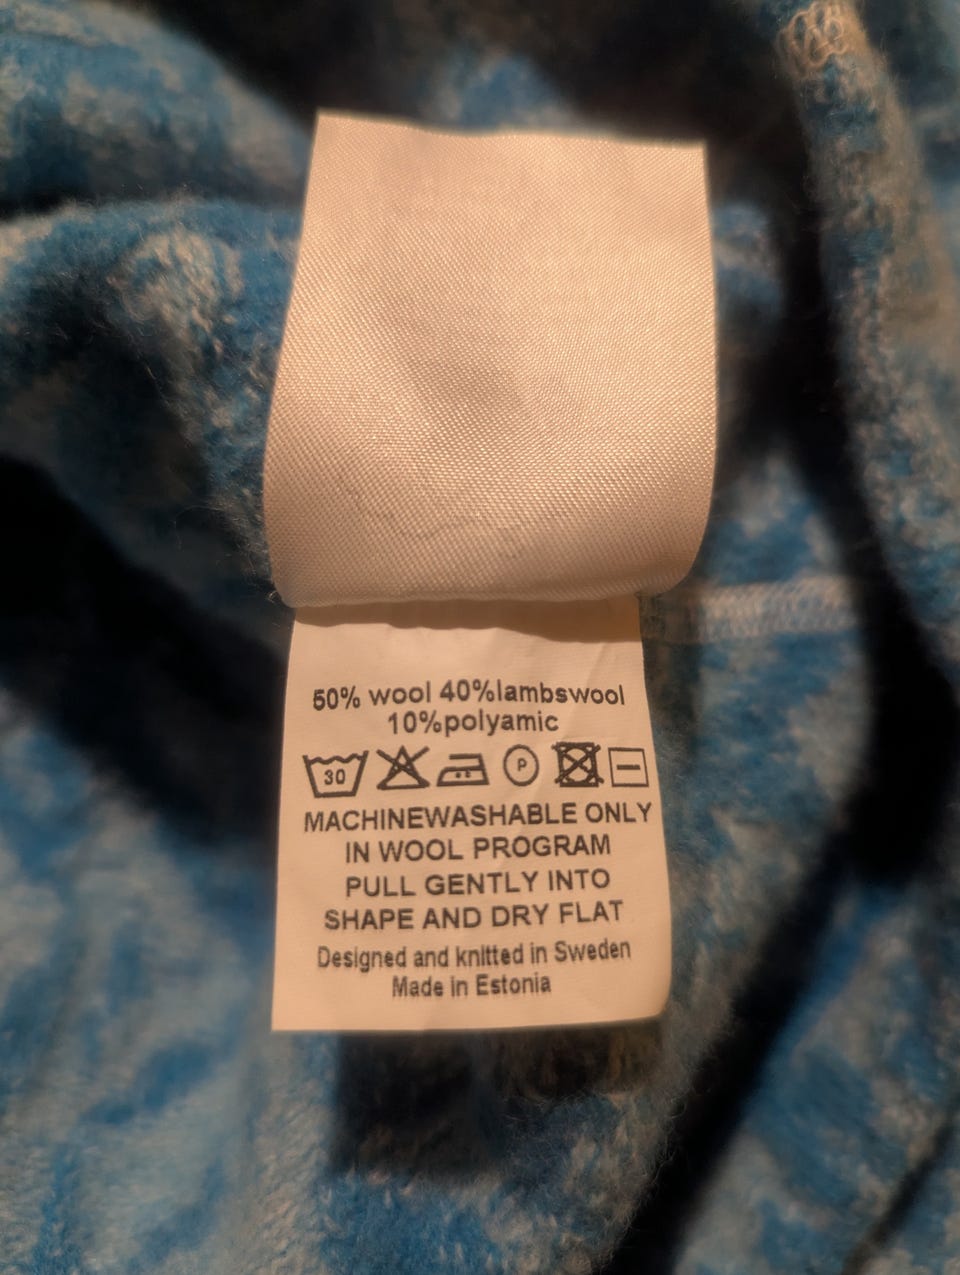 50% wool 40%lambswool
10%polyamic
30 P
MACHINEWASHABLE ONLY
IN WOOL PROGRAM
PULL GENTLY INTO
SHAPE AND DRY FLAT
Designed and knitted in Sweden
Made in Estonia